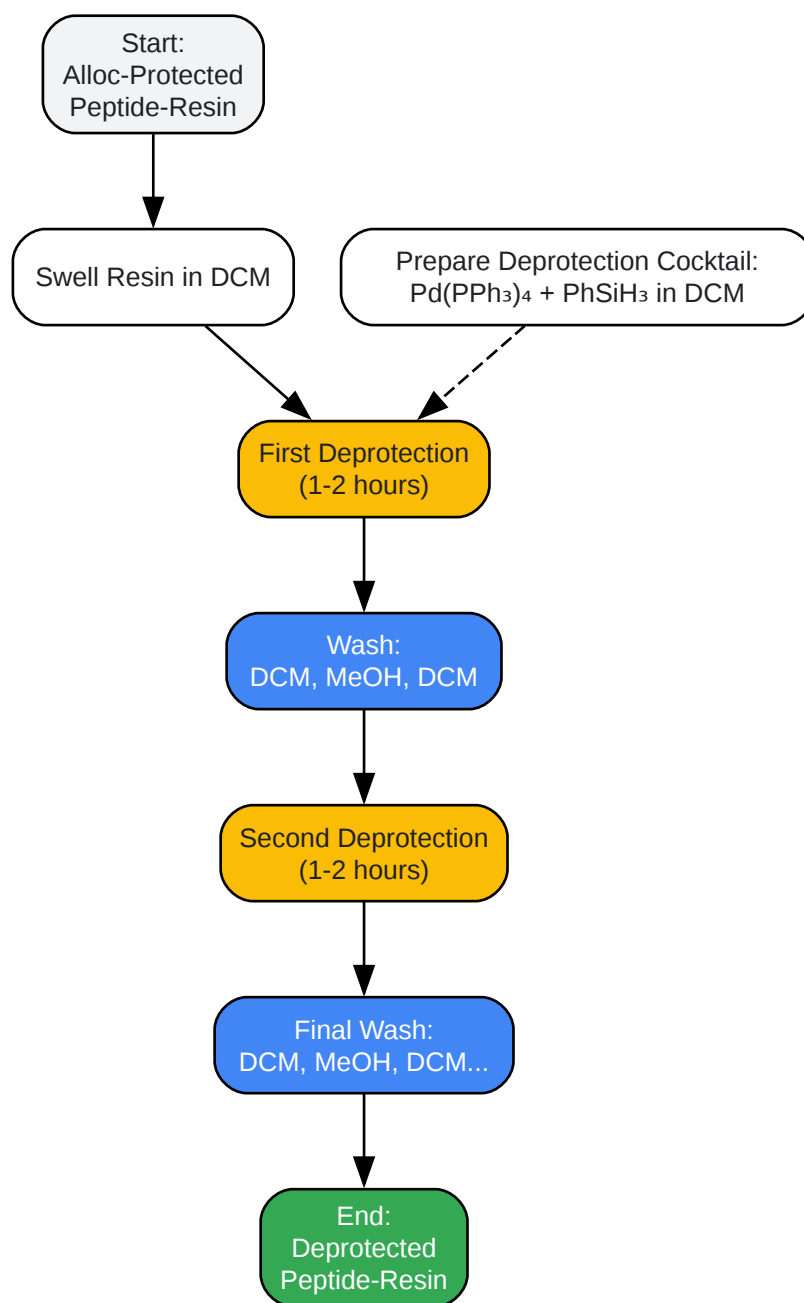 Start:
Alloc-Protected
Peptide-Resin
Swell Resin in DCM
Prepare Deprotection Cocktail:
Pd(PPh₃)₄ + PhSiH₃ in DCM
First Deprotection
(1-2 hours)
Wash:
DCM, MeOH, DCM
Second Deprotection
(1-2 hours)
Final Wash:
DCM, MeOH, DCM...
End:
Deprotected
Peptide-Resin